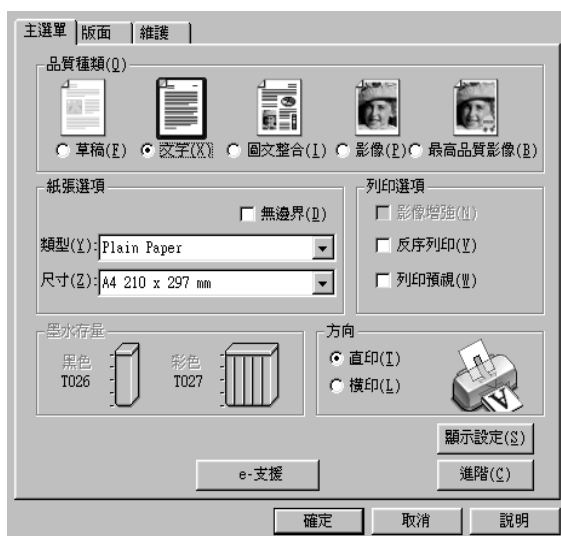 主選單 版面 維護
品質種類(Q)
草稿(F) 文字(X) 圖文整合(I) 影像(P) 最高品質影像(B)
紙張選項
無邊界(D)
類型(Y): Plain Paper
尺寸(Z): A4 210 x 297 mm
列印選項
影像增強(N)
反序列印(V)
列印預視(W)
墨水存量
黑色 彩色
T026 T027
方向
直印(T)
橫印(L)
顯示設定(S)
e-支援 進階(C)
確定 取消 說明